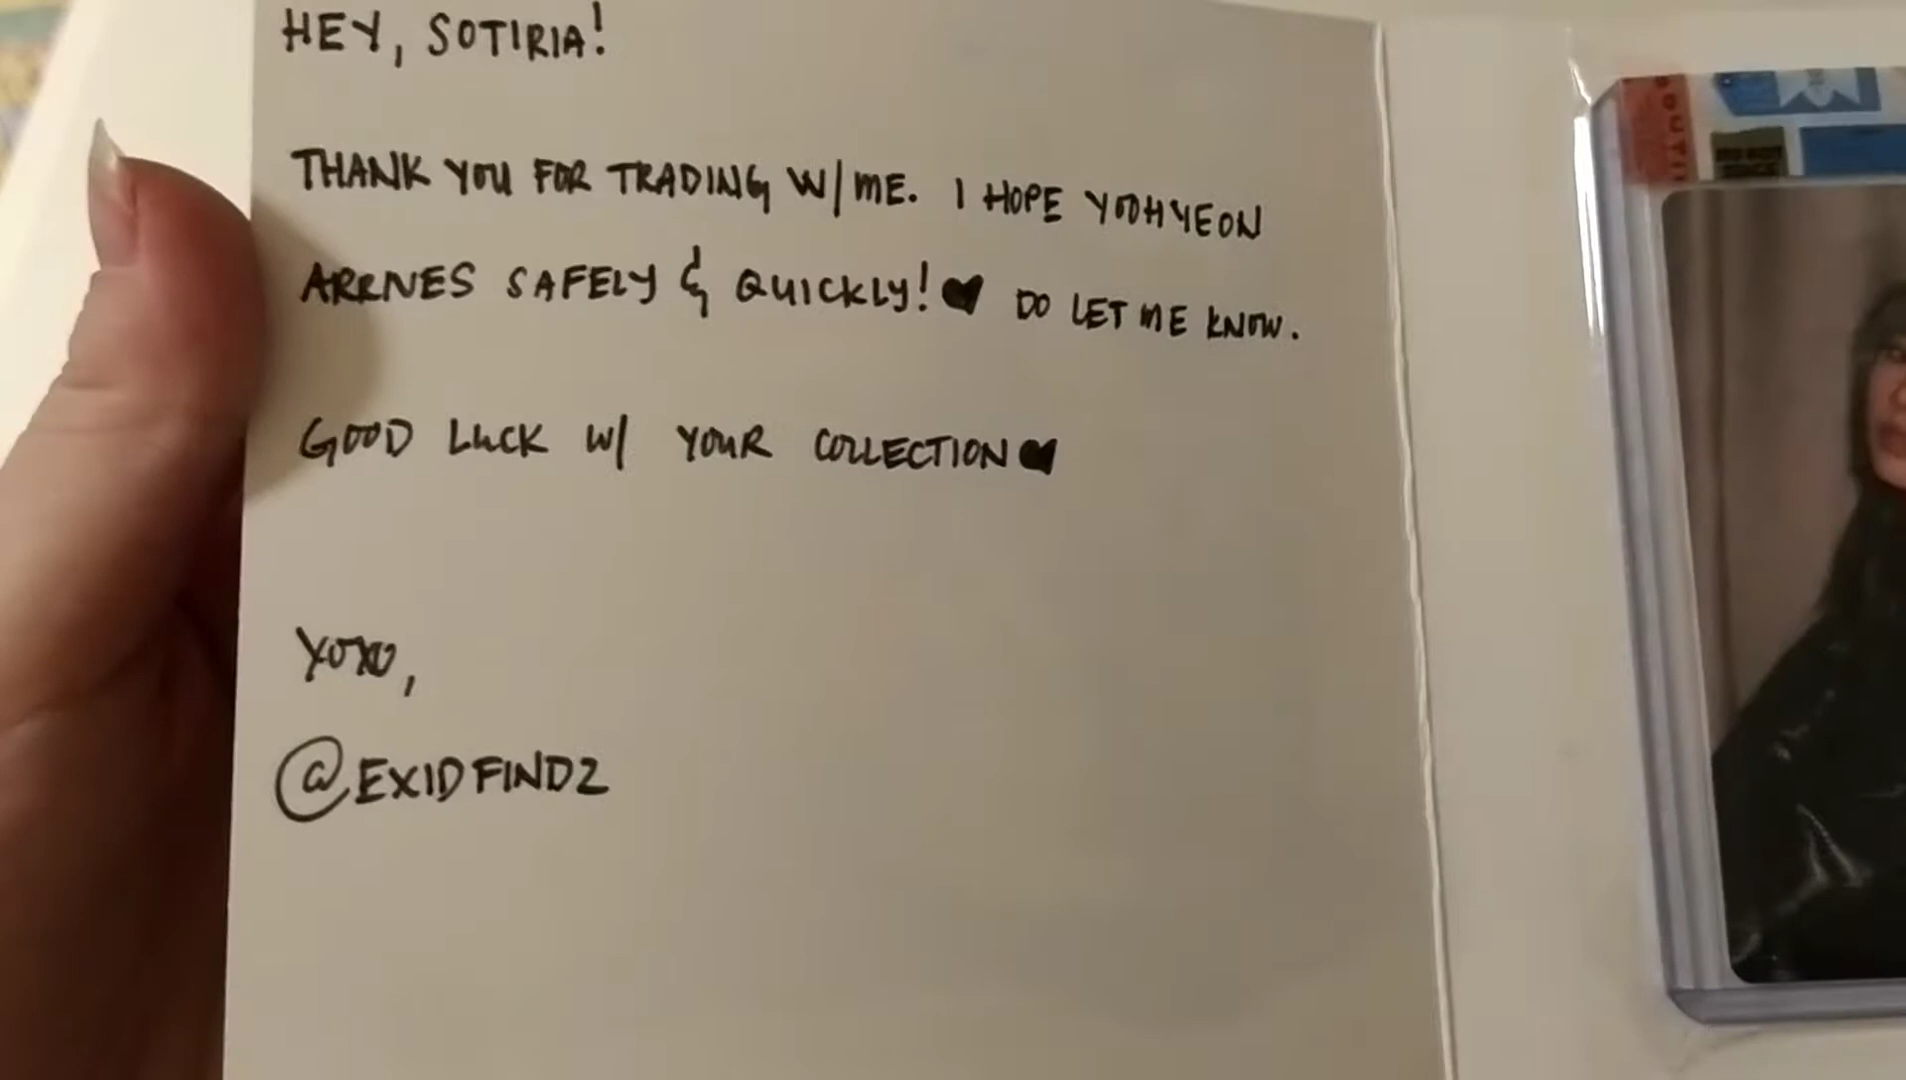 HEY, SOTIRIA!
THANK YOU FOR TRADING W/ ME. I HOPE YOOHYEON
ARRIVES SAFELY & QUICKLY!♥ DO LET ME KNOW.
GOOD LUCK W/ YOUR COLLECTION♥
XOXO,
@EXIDFINDZ